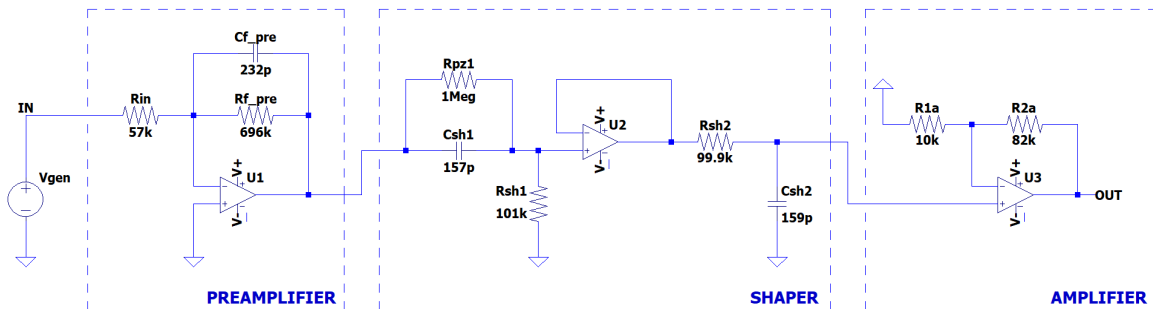 Cf_pre
232p
Rf_pre
696k
Rin
57k
IN
Vgen
V+
U1
V-
PREAMPLIFIER
Rpz1
1Meg
Csh1
157p
Rsh1
101k
V+
U2
V-
Rsh2
99.9k
Csh2
159p
SHAPER
R1a
10k
R2a
82k
V+
U3
V-
OUT
AMPLIFIER